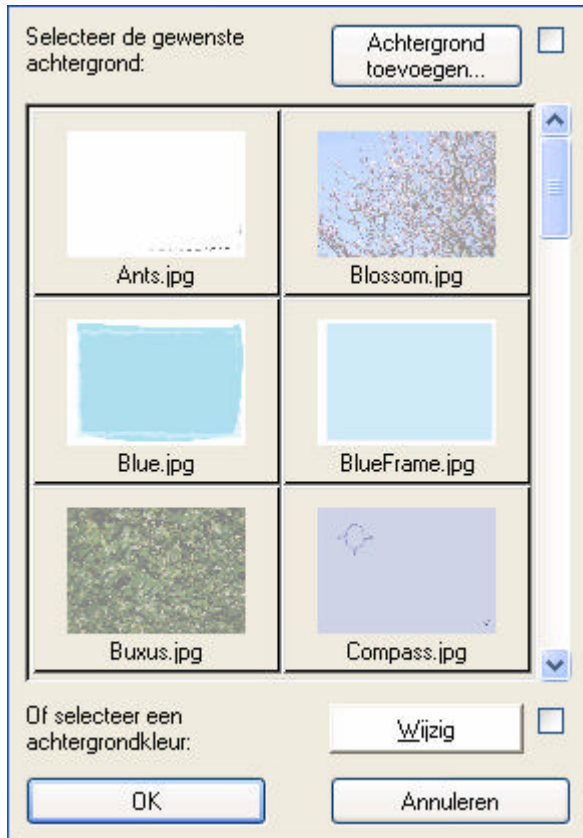 Selecteer de gewenste
achtergrond:
Achtergrond
toevoegen...
Ants.jpg
Blossom.jpg
Blue.jpg
BlueFrame.jpg
Buxus.jpg
Compass.jpg
Of selecteer een
achtergrondkleur:
Wijzig
OK
Annuleren